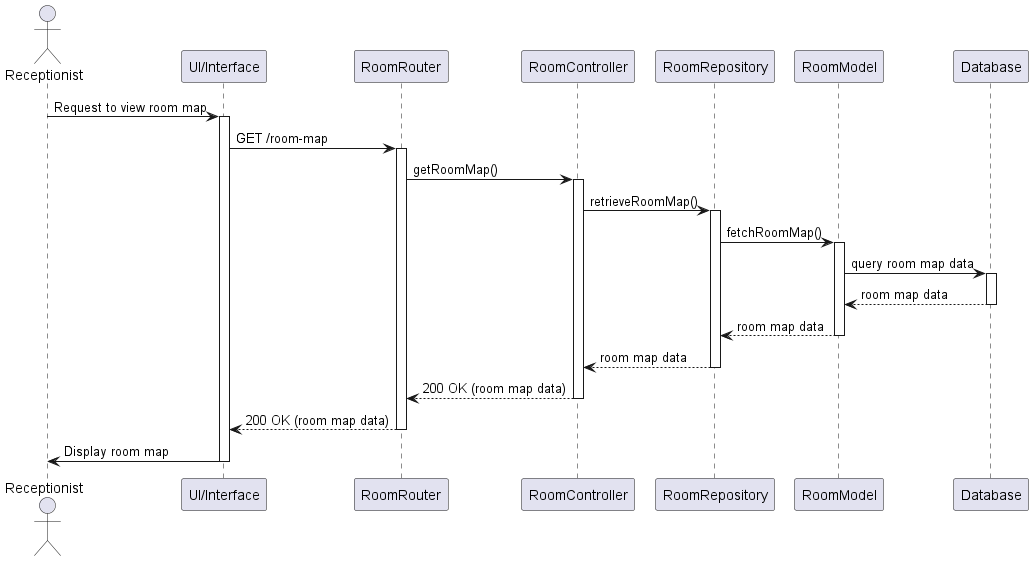 Receptionist
UI/Interface
RoomRouter
RoomController
RoomRepository
RoomModel
Database
Request to view room map
GET /room-map
getRoomMap()
retrieveRoomMap()
fetchRoomMap()
query room map data
room map data
room map data
room map data
200 OK (room map data)
200 OK (room map data)
Display room map
Receptionist
UI/Interface
RoomRouter
RoomController
RoomRepository
RoomModel
Database